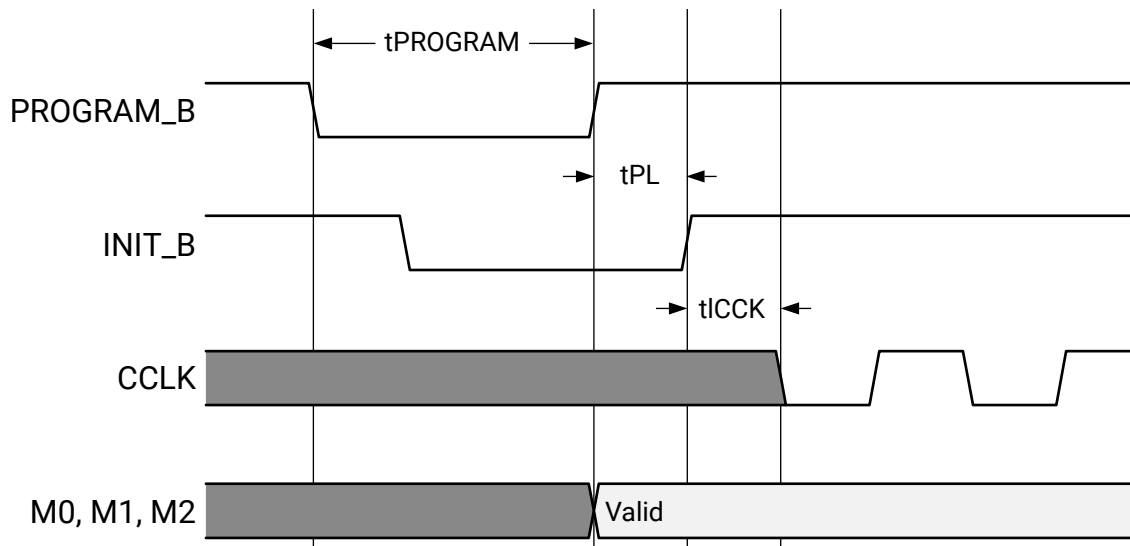 tPROGRAM
PROGRAM_B
tPL
INIT_B
tICCK
CCLK
M0, M1, M2
Valid